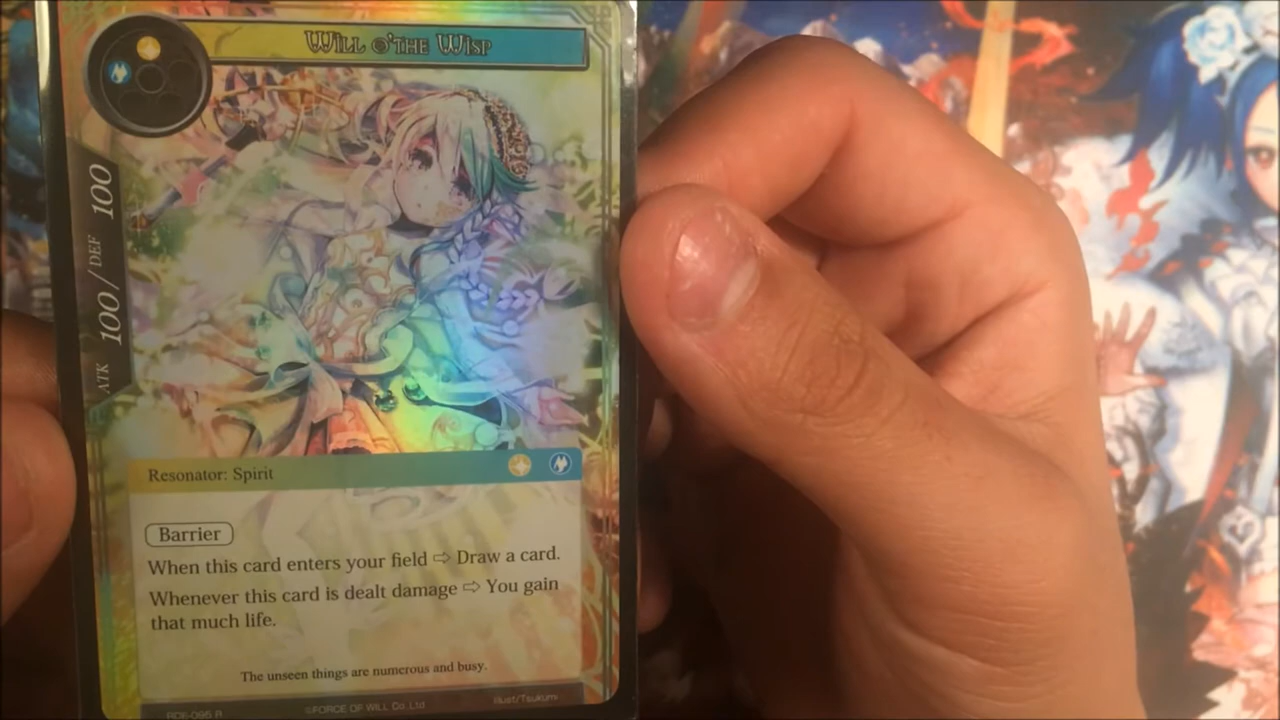 Will o'the Wisp
ATK 100 / DEF 100
Resonator: Spirit
Barrier
When this card enters your field ⇨ Draw a card.
Whenever this card is dealt damage ⇨ You gain
that much life.
The unseen things are numerous and busy.
©FORCE OF WILL Co.,Ltd
Illust/Tsukumi